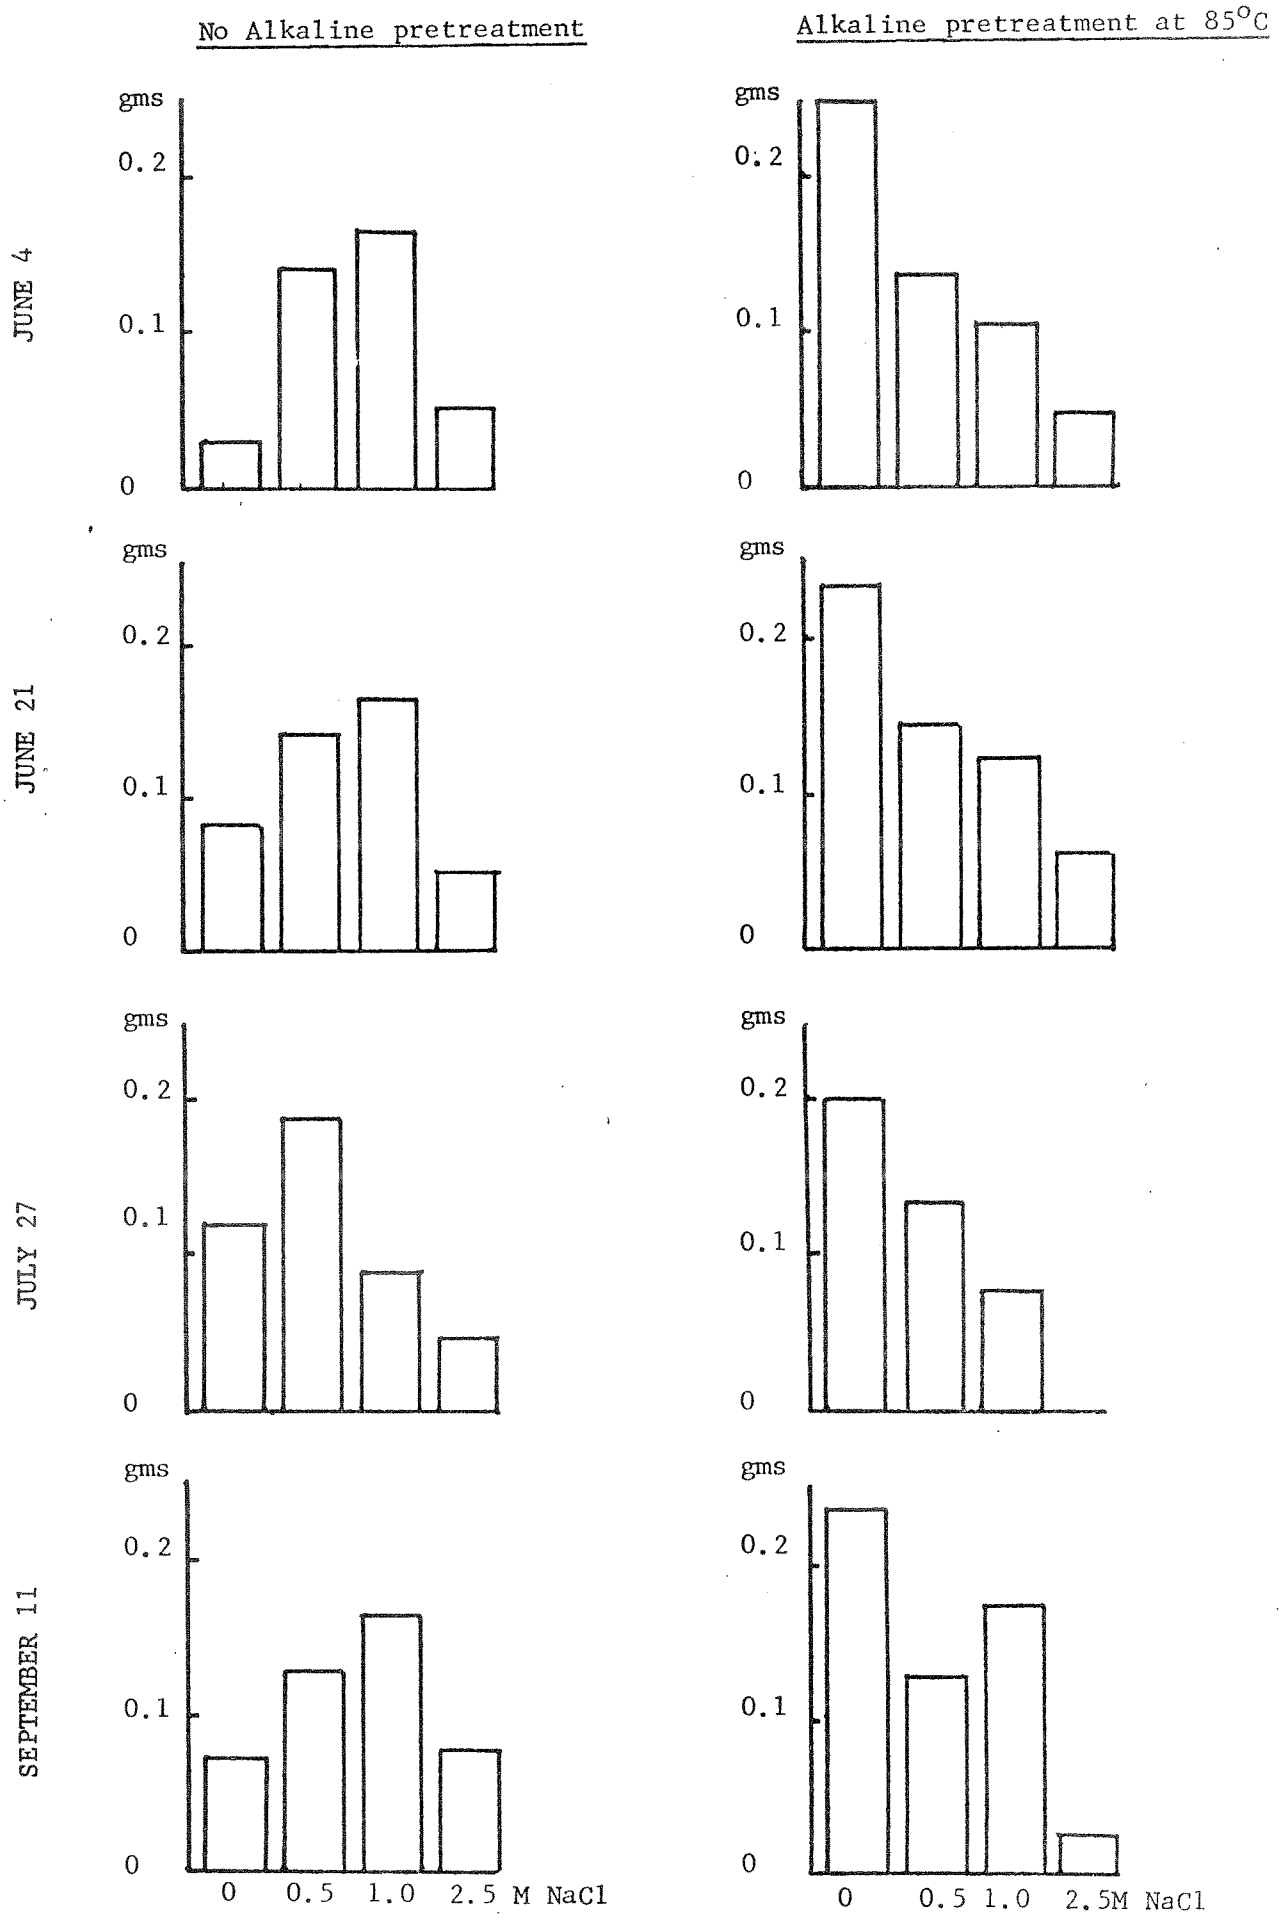 No Alkaline pretreatment
Alkaline pretreatment at 85°C
JUNE 4
gms
0.2
0.1
0
gms
0.2
0.1
0
JUNE 21
gms
0.2
0.1
0
gms
0.2
0.1
0
JULY 27
gms
0.2
0.1
0
gms
0.2
0.1
0
SEPTEMBER 11
gms
0.2
0.1
0
0 0.5 1.0 2.5 M NaCl
gms
0.2
0.1
0
0 0.5 1.0 2.5M NaCl